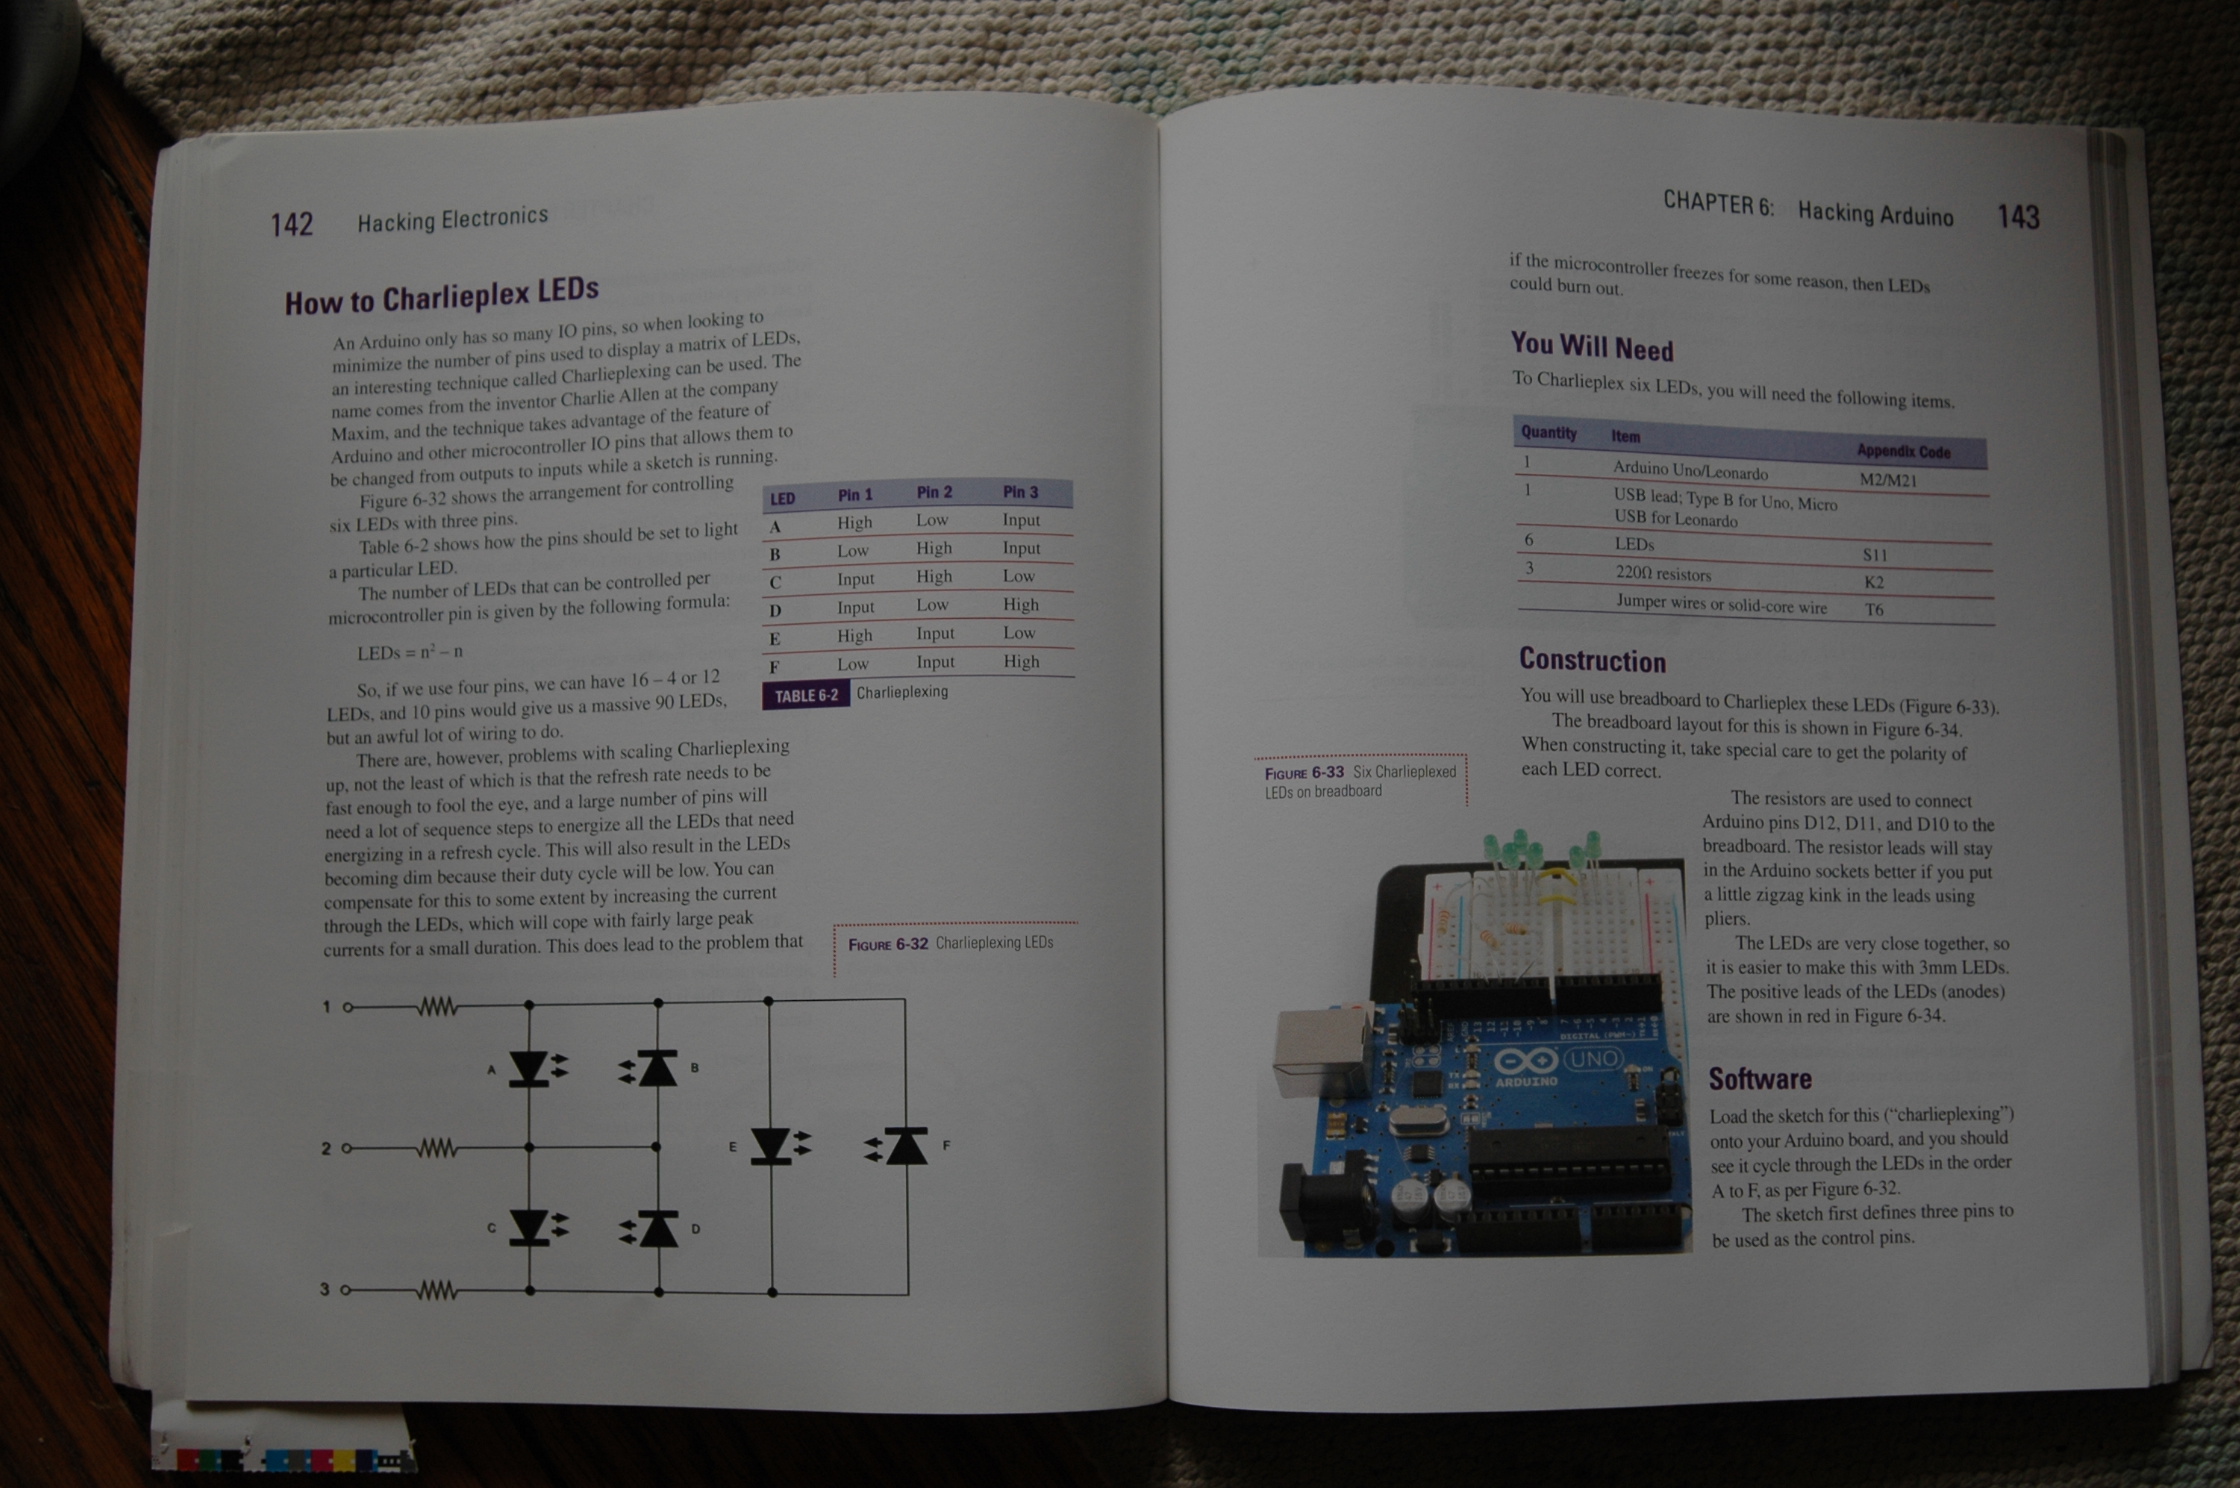 142 Hacking Electronics
How to Charlieplex LEDs
An Arduino only has so many IO pins, so when looking to
minimize the number of pins used to display a matrix of LEDs,
an interesting technique called Charlieplexing can be used. The
name comes from the inventor Charlie Allen at the company
Maxim, and the technique takes advantage of the feature of
Arduino and other microcontroller IO pins that allows them to
be changed from outputs to inputs while a sketch is running.
Figure 6-32 shows the arrangement for controlling
six LEDs with three pins.
Table 6-2 shows how the pins should be set to light
a particular LED.
The number of LEDs that can be controlled per
microcontroller pin is given by the following formula:
LEDs = n² – n
So, if we use four pins, we can have 16 – 4 or 12
LEDs, and 10 pins would give us a massive 90 LEDs,
but an awful lot of wiring to do.
There are, however, problems with scaling Charlieplexing
up, not the least of which is that the refresh rate needs to be
fast enough to fool the eye, and a large number of pins will
need a lot of sequence steps to energize all the LEDs that need
energizing in a refresh cycle. This will also result in the LEDs
becoming dim because their duty cycle will be low. You can
compensate for this to some extent by increasing the current
through the LEDs, which will cope with fairly large peak
currents for a small duration. This does lead to the problem that
LED Pin 1 Pin 2 Pin 3
A High Low Input
B Low High Input
C Input High Low
D Input Low High
E High Input Low
F Low Input High
TABLE 6-2 Charlieplexing
FIGURE 6-32 Charlieplexing LEDs
1
A B
2 E F
C D
3
CHAPTER 6: Hacking Arduino 143
if the microcontroller freezes for some reason, then LEDs
could burn out.
You Will Need
To Charlieplex six LEDs, you will need the following items.
Quantity Item Appendix Code
1 Arduino Uno/Leonardo M2/M21
1 USB lead; Type B for Uno, Micro
USB for Leonardo
6 LEDs S11
3 220Ω resistors K2
Jumper wires or solid-core wire T6
Construction
You will use breadboard to Charlieplex these LEDs (Figure 6-33).
The breadboard layout for this is shown in Figure 6-34.
When constructing it, take special care to get the polarity of
each LED correct.
FIGURE 6-33 Six Charlieplexed
LEDs on breadboard
The resistors are used to connect
Arduino pins D12, D11, and D10 to the
breadboard. The resistor leads will stay
in the Arduino sockets better if you put
a little zigzag kink in the leads using
pliers.
The LEDs are very close together, so
it is easier to make this with 3mm LEDs.
The positive leads of the LEDs (anodes)
are shown in red in Figure 6-34.
DIGITAL (PWM~)
UNO
ARDUINO
Software
Load the sketch for this (“charlieplexing”)
onto your Arduino board, and you should
see it cycle through the LEDs in the order
A to F, as per Figure 6-32.
The sketch first defines three pins to
be used as the control pins.